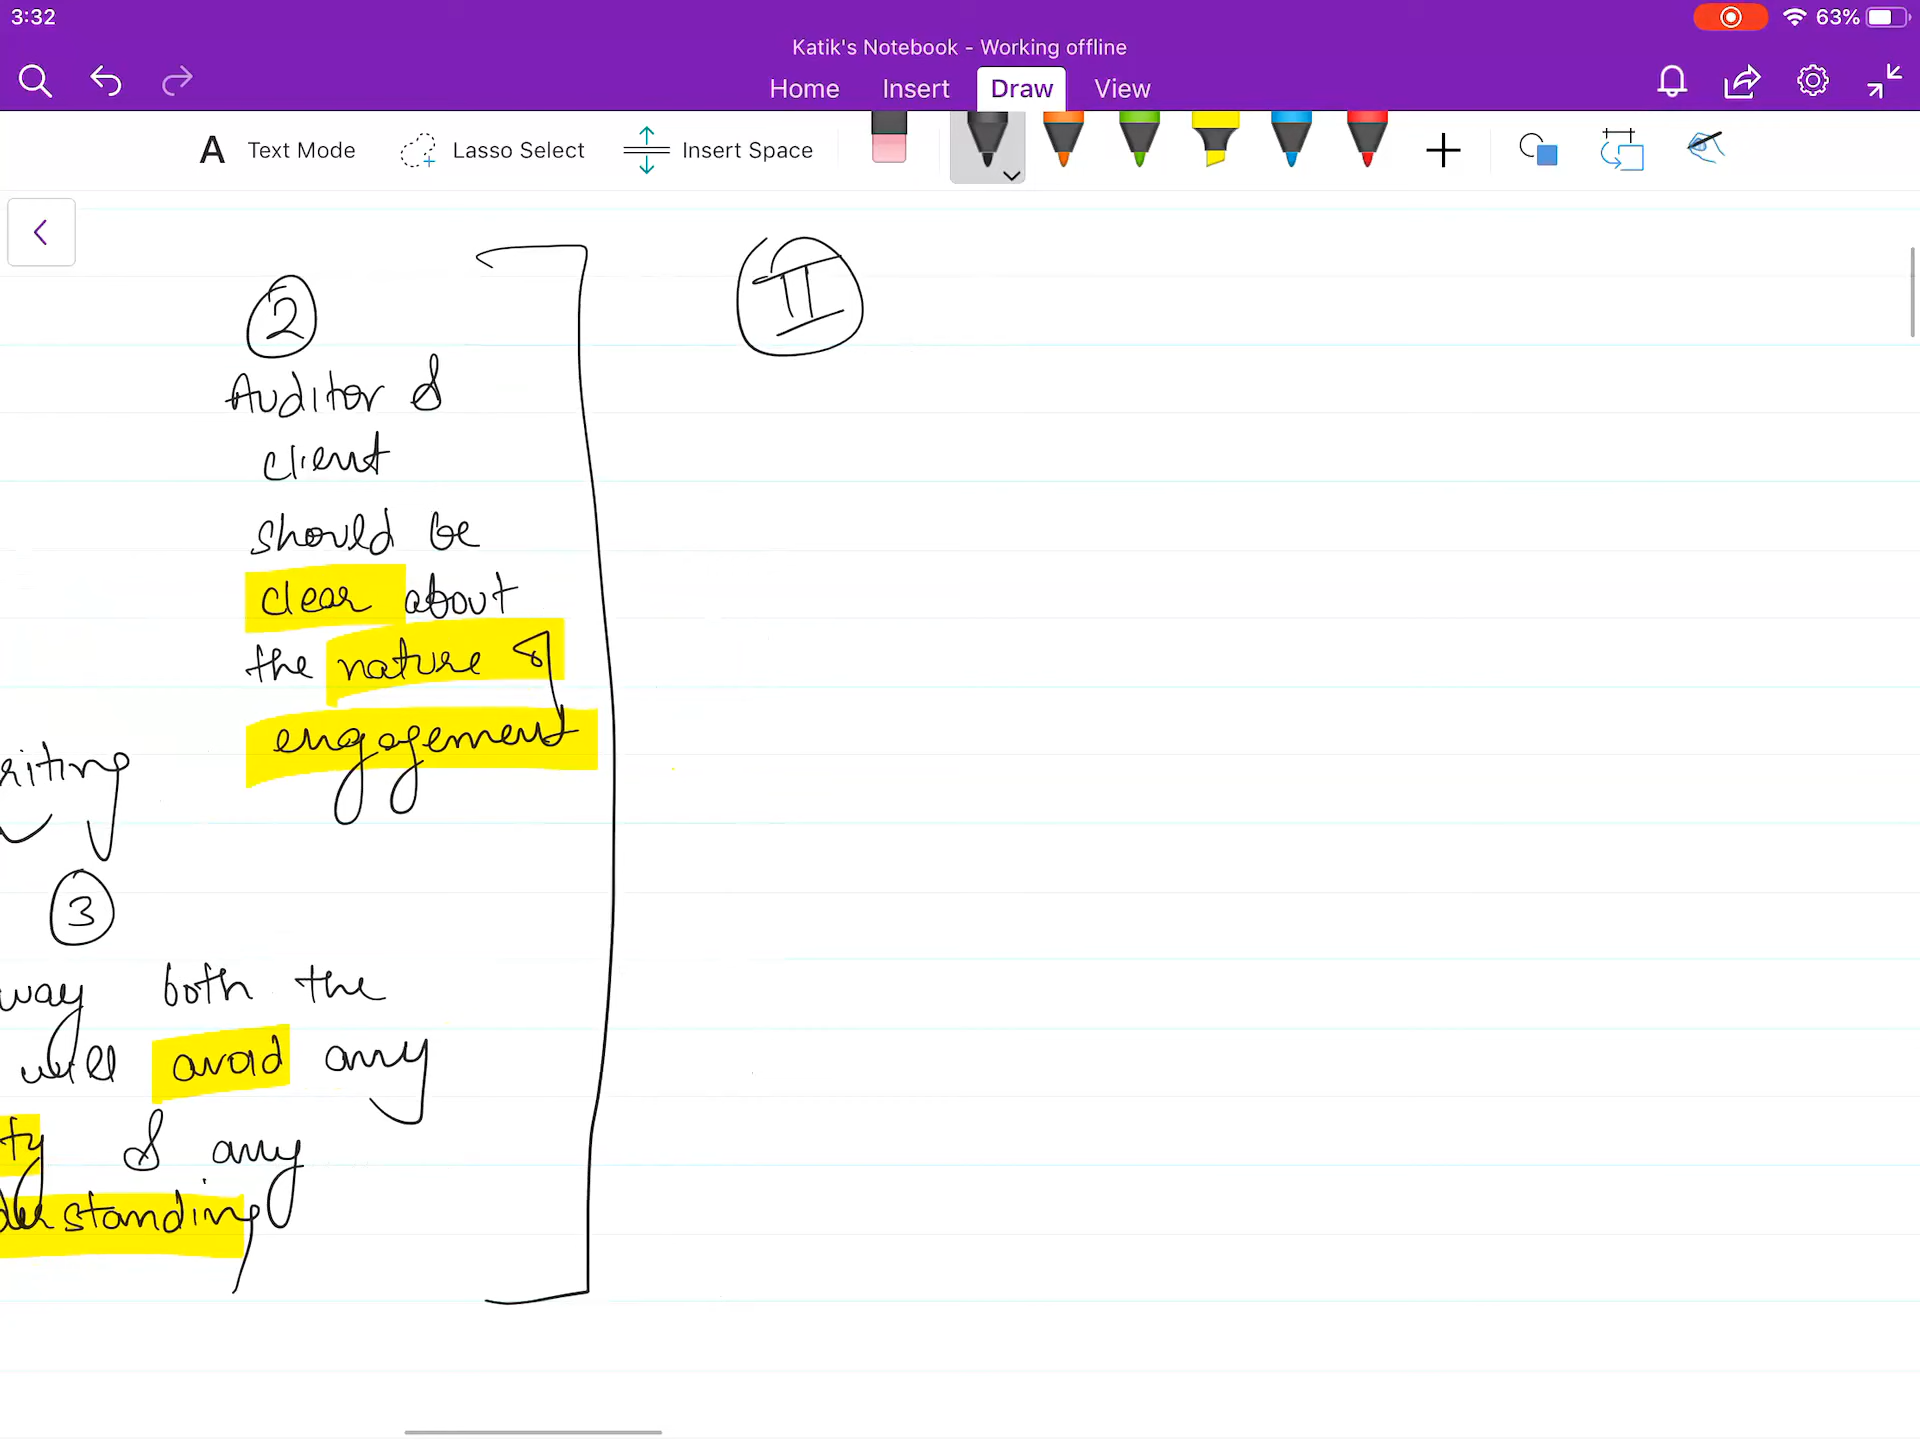 3:32
63%
Katik's Notebook - Working offline
Home Insert Draw View
A Text Mode Lasso Select Insert Space
II
2
Auditor &
client
should be
clear about
the nature of
engagement
riting
3
way both the
will avoid any
ty & any
derstanding